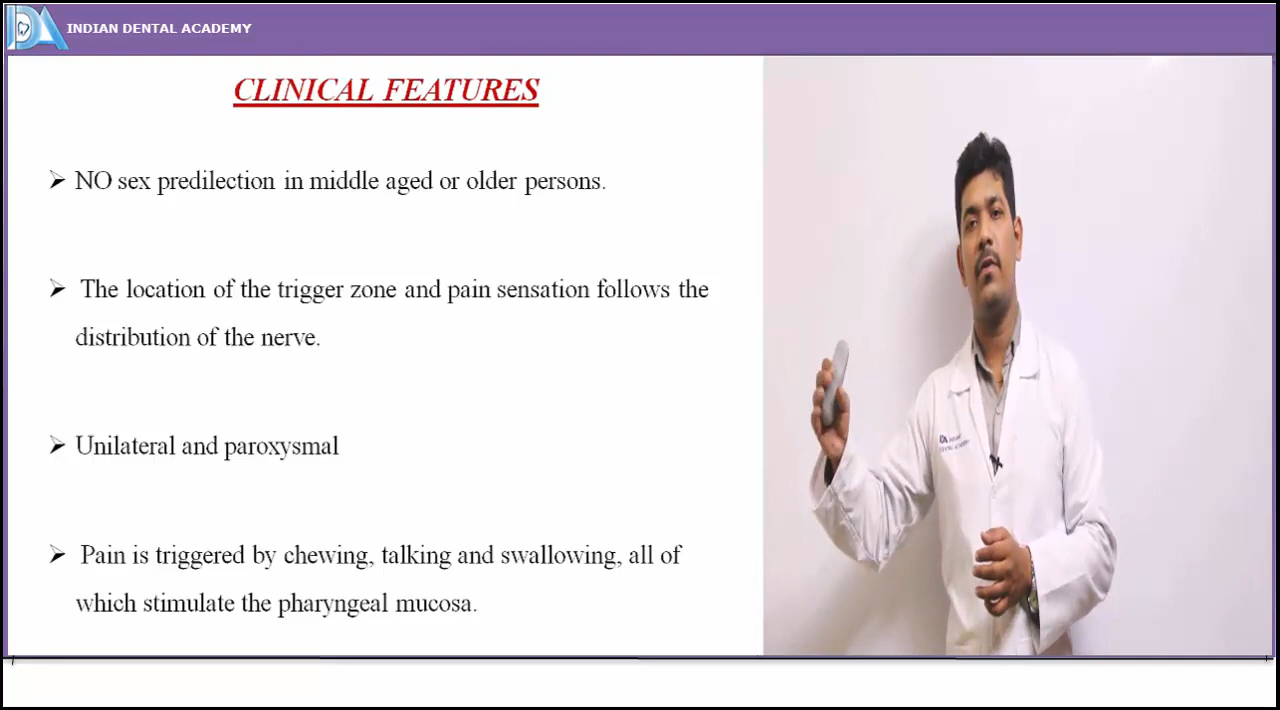 INDIAN DENTAL ACADEMY
CLINICAL FEATURES
➢ NO sex predilection in middle aged or older persons.
➢ The location of the trigger zone and pain sensation follows the
distribution of the nerve.
➢ Unilateral and paroxysmal
➢ Pain is triggered by chewing, talking and swallowing, all of
which stimulate the pharyngeal mucosa.